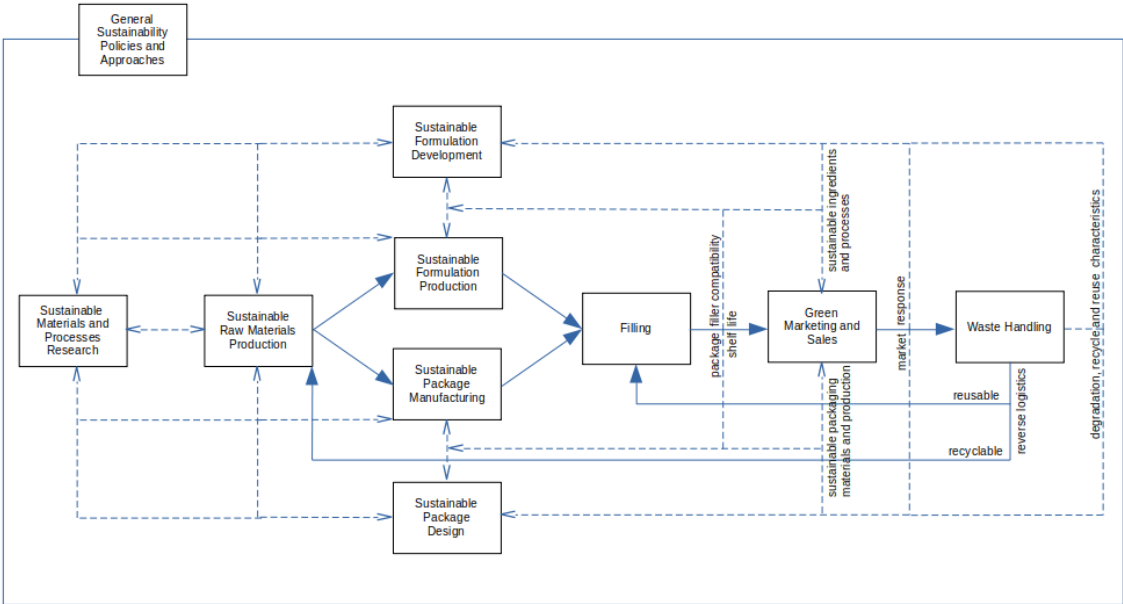 General
Sustainability
Policies and
Approaches
Sustainable
Formulation
Development
sustainable ingredients
and processes
degradation, recycle and reuse characteristics
Sustainable
Formulation
Production
package filler compatibility
shelf life
market response
Sustainable
Materials and
Processes
Research
Sustainable
Raw Materials
Production
Filling
Green
Marketing and
Sales
Waste Handling
Sustainable
Package
Manufacturing
sustainable packaging
materials and production
reusable
reverse logistics
recyclable
Sustainable
Package
Design